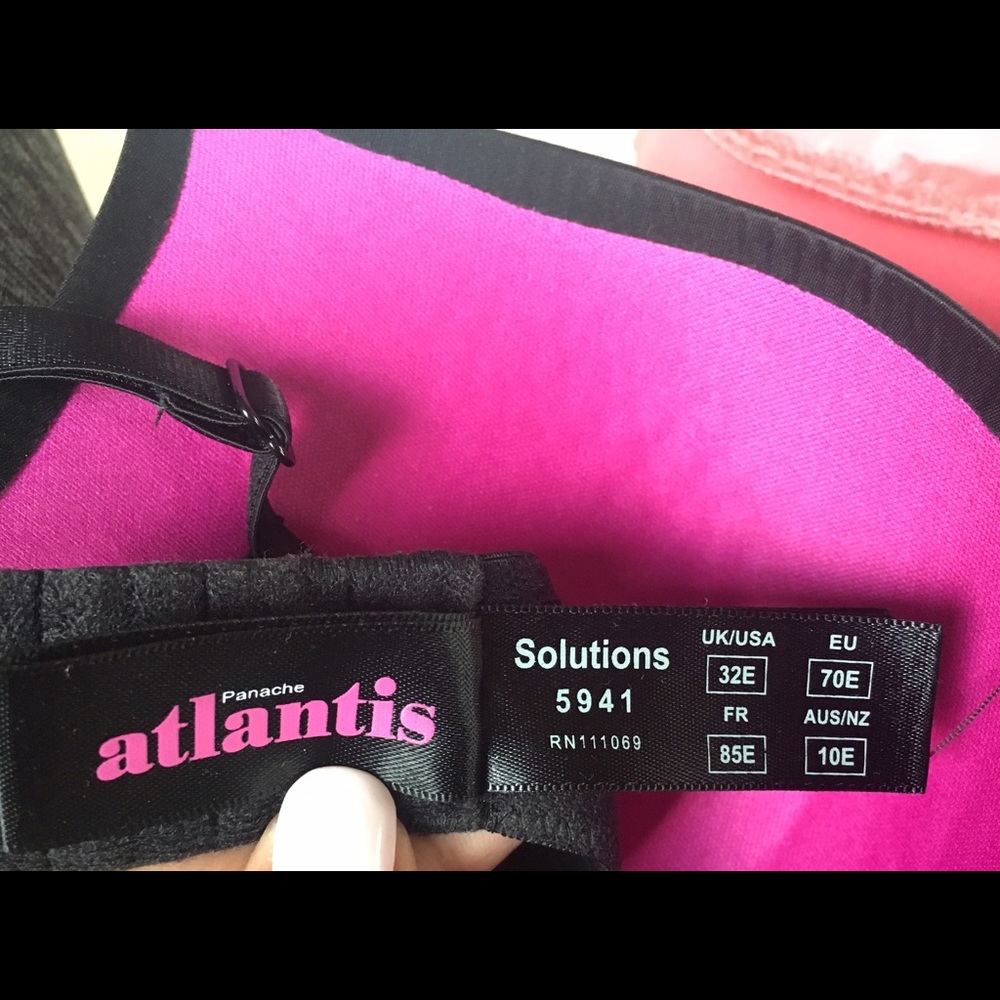 Panache
atlantis
Solutions
5941
RN111069
UK/USA EU
32E 70E
FR AUS/NZ
85E 10E